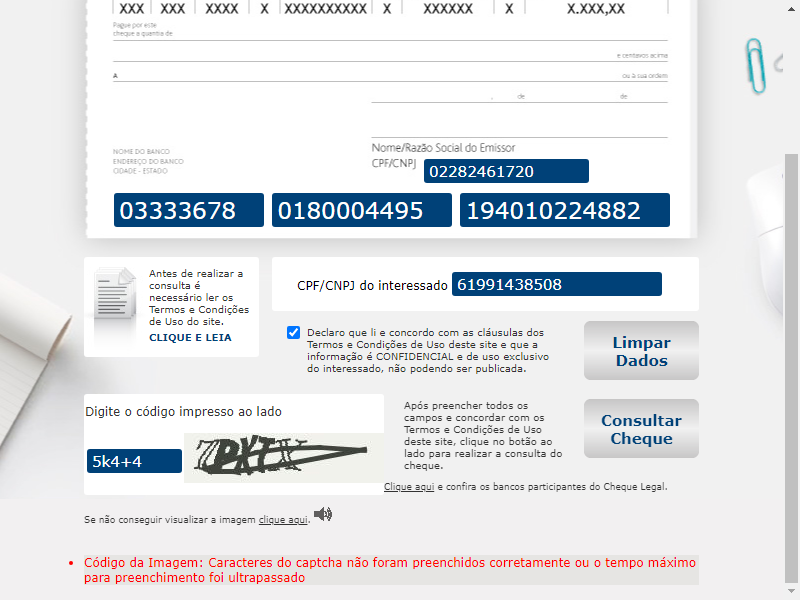 XXX XXX XXXX X XXXXXXXXXX X XXXXXX X X.XXX,XX
Pague por este
cheque a quantia de
e centavos acima
A
ou à sua ordem
, de de
Nome/Razão Social do Emissor
CPF/CNPJ 02282461720
NOME DO BANCO
ENDEREÇO DO BANCO
CIDADE - ESTADO
03333678 0180004495 194010224882
Antes de realizar a
consulta é
necessário ler os
Termos e Condições
de Uso do site.
CLIQUE E LEIA
CPF/CNPJ do interessado 61991438508
Declaro que li e concordo com as cláusulas dos
Termos e Condições de Uso deste site e que a
informação é CONFIDENCIAL e de uso exclusivo
do interessado, não podendo ser publicada.
Limpar
Dados
Digite o código impresso ao lado
5k4+4
Após preencher todos os
campos e concordar com os
Termos e Condições de Uso
deste site, clique no botão ao
lado para realizar a consulta do
cheque.
Consultar
Cheque
Clique aqui e confira os bancos participantes do Cheque Legal.
Se não conseguir visualizar a imagem clique aqui.
Código da Imagem: Caracteres do captcha não foram preenchidos corretamente ou o tempo máximo
para preenchimento foi ultrapassado